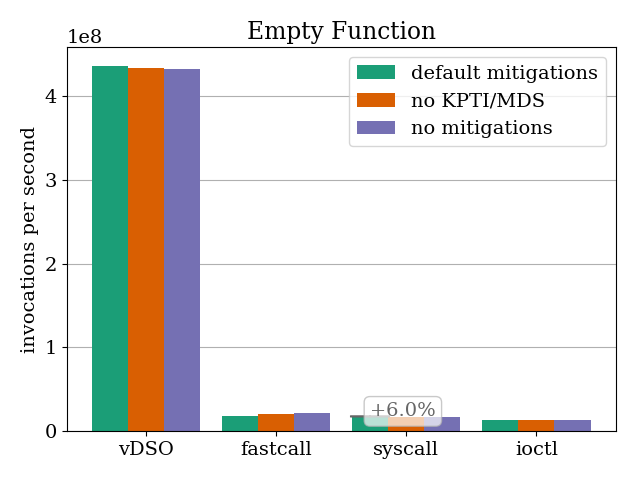 Empty Function
1e8
default mitigations
no KPTI/MDS
no mitigations
4
3
2
1
0
invocations per second
+6.0%
vDSO fastcall syscall ioctl